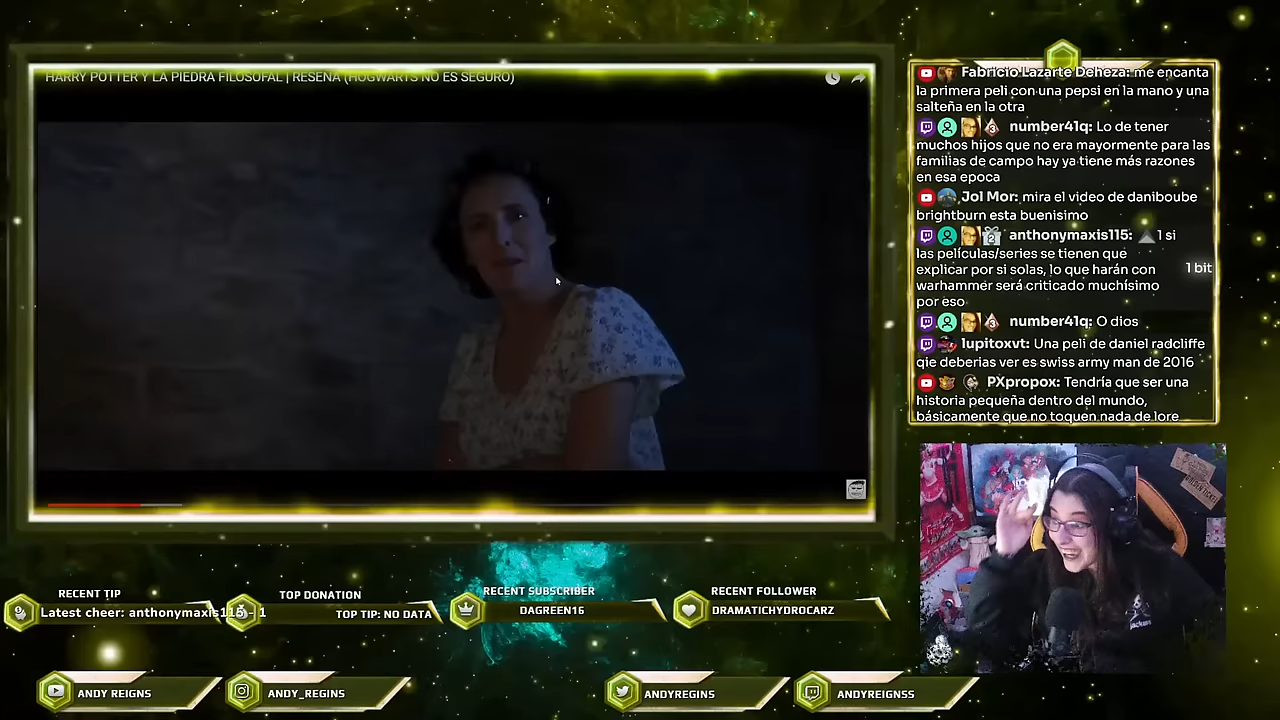 HARRY POTTER Y LA PIEDRA FILOSOFAL | RESEÑA (HOGWARTS NO ES SEGURO)
Fabricio Lazarte Deheza: me encanta
la primera peli con una pepsi en la mano y una
salteña en la otra
number41q: Lo de tener
muchos hijos que no era mayormente para las
familias de campo hay ya tiene más razones
en esa epoca
Jol Mor: mira el video de daniboube
brightburn esta buenisimo
anthonymaxis115: 1 si
las películas/series se tienen que
explicar por si solas, lo que harán con
warhammer será criticado muchísimo
por eso
1 bit
number41q: O dios
lupitoxvt: Una peli de daniel radcliffe
qie deberias ver es swiss army man de 2016
PXpropox: Tendría que ser una
historia pequeña dentro del mundo,
básicamente que no toquen nada de lore
RECENT TIP
Latest cheer: anthonymaxis115 - 1
TOP DONATION
TOP TIP: NO DATA
RECENT SUBSCRIBER
DAGREEN16
RECENT FOLLOWER
DRAMATICHYDROCARZ
ANDY REIGNS
ANDY_REGINS
ANDYREGINS
ANDYREIGNSS